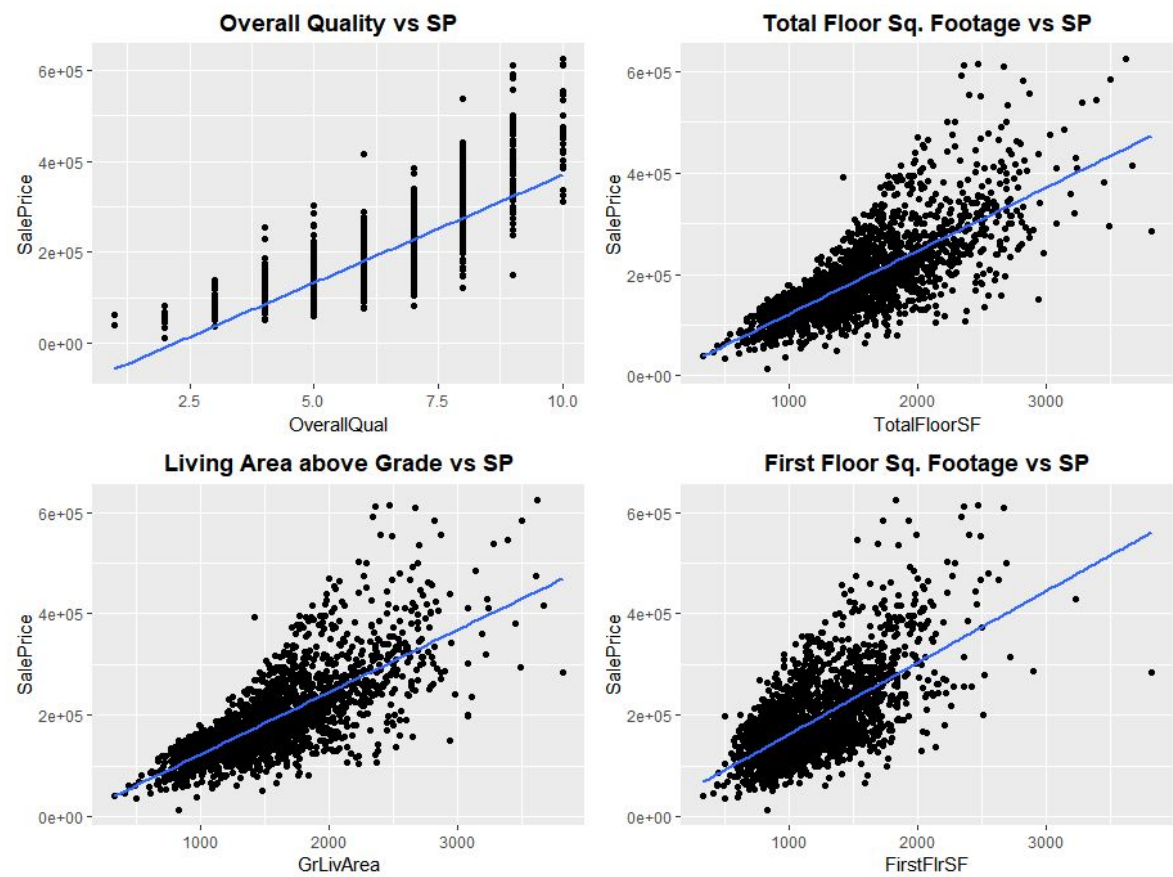 Overall Quality vs SP
6e+05
4e+05
2e+05
0e+00
SalePrice
2.5
5.0
7.5
10.0
OverallQual
Total Floor Sq. Footage vs SP
6e+05
4e+05
2e+05
0e+00
SalePrice
1000
2000
3000
TotalFloorSF
Living Area above Grade vs SP
6e+05
4e+05
2e+05
0e+00
SalePrice
1000
2000
3000
GrLivArea
First Floor Sq. Footage vs SP
6e+05
4e+05
2e+05
0e+00
SalePrice
1000
2000
3000
FirstFlrSF